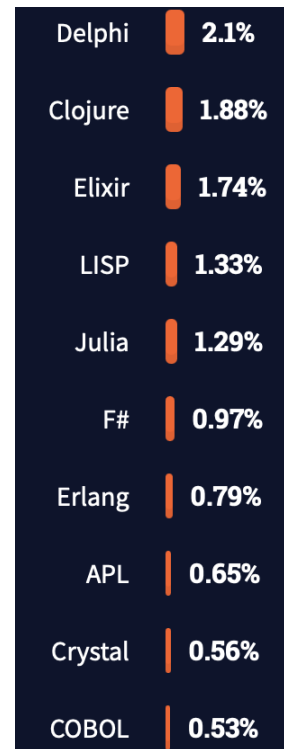 Delphi 2.1%
Clojure 1.88%
Elixir 1.74%
LISP 1.33%
Julia 1.29%
F# 0.97%
Erlang 0.79%
APL 0.65%
Crystal 0.56%
COBOL 0.53%